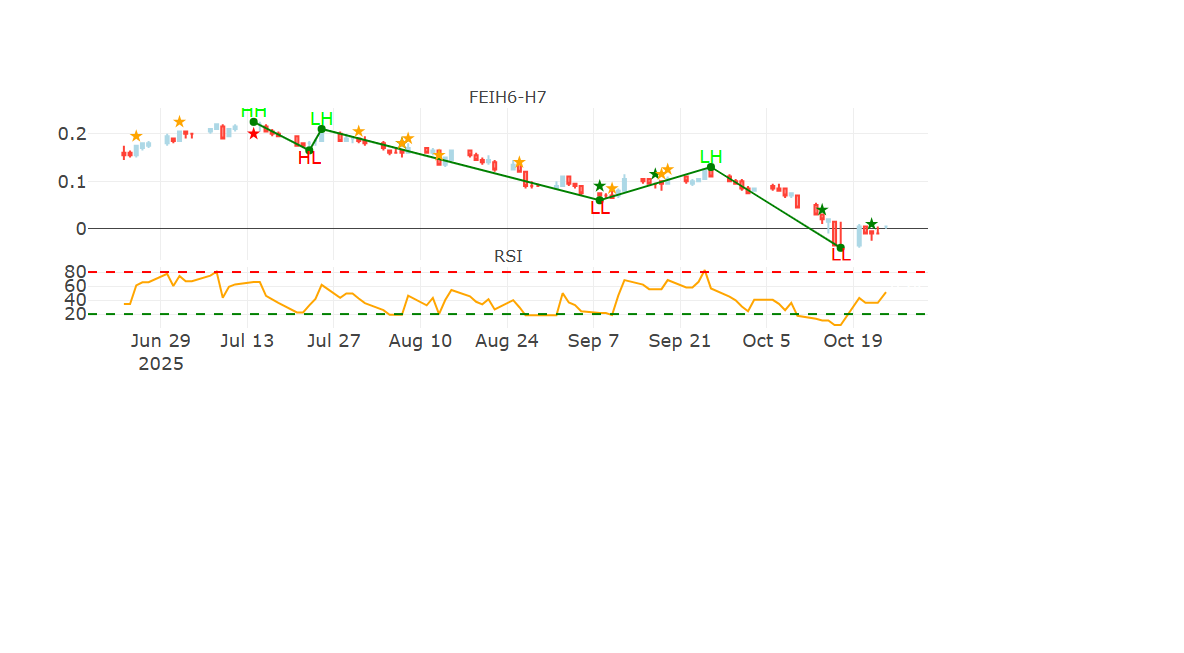 FEIH6-H7
HH
LH
HL
LL
LH
LL
0.2
0.1
0
RSI
80
60
40
20
Jun 29 Jul 13 Jul 27 Aug 10 Aug 24 Sep 7 Sep 21 Oct 5 Oct 19
2025